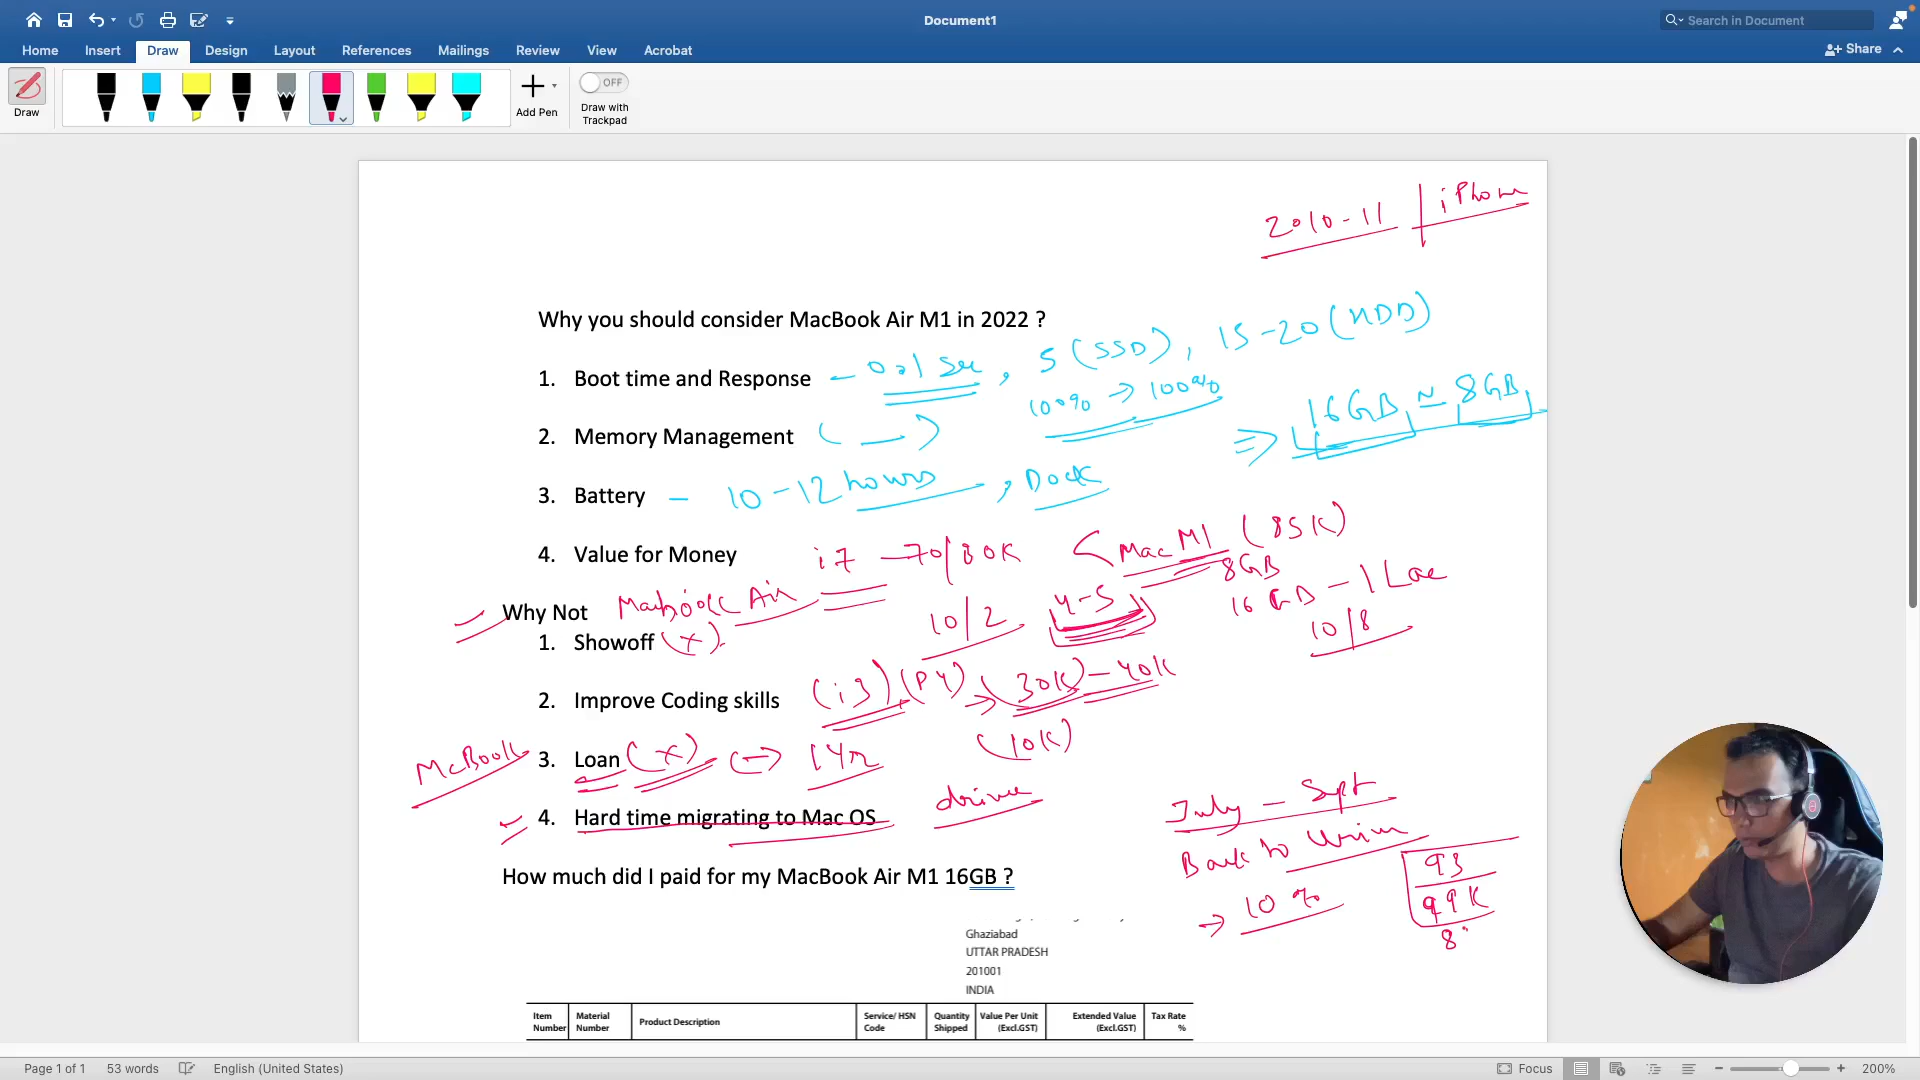 Document1
Search in Document
Home Insert Draw Design Layout References Mailings Review View Acrobat
Share
Draw
Add Pen
OFF
Draw with
Trackpad
2010-11 | iPhone
Why you should consider MacBook Air M1 in 2022 ?
1. Boot time and Response - 0.1 Sec , 5 (SSD), 15-20 (HDD)
100% → 100%
2. Memory Management ( — ) ⇒ 16GB ≈ 8GB
3. Battery - 10-12 hours , Dock
4. Value for Money i7 - 70/80K < Mac M1 (85K)
8GB
16 GB - 1 Lac
Why Not Macbook Air 10/2 4-5 10/8
1. Showoff (x)
2. Improve Coding skills (i3), (P4) → (30K) - 40K
(10K)
McBook
3. Loan (x) (→) 1 Yr
4. Hard time migrating to Mac OS drive
July - Sept
Back to
→ 10 %
93
99K
8
How much did I paid for my MacBook Air M1 16GB ?
Ghaziabad
UTTAR PRADESH
201001
INDIA
Item Number Material Number Product Description Service/ HSN Code Quantity Shipped Value Per Unit (Excl.GST) Extended Value (Excl.GST) Tax Rate %
Page 1 of 1 53 words English (United States) Focus 200%